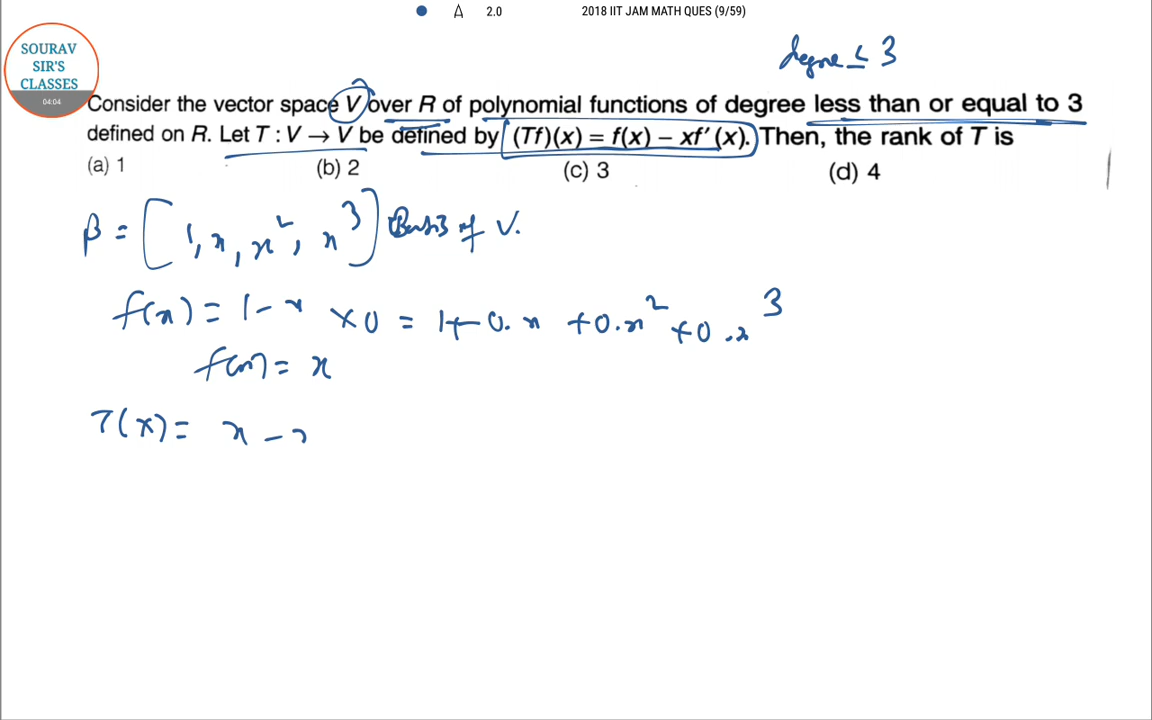 2.0 2018 IIT JAM MATH QUES (9/59)
SOURAV
SIR'S
CLASSES
04:04
degree ≤ 3
Consider the vector space V over R of polynomial functions of degree less than or equal to 3
defined on R. Let T : V → V be defined by (Tf)(x) = f(x) − xf′(x). Then, the rank of T is
(a) 1 (b) 2 (c) 3 (d) 4
β = [1, x, x², x³] Basis of V.
f(x) = 1 - x × 0 = 1 + 0.x + 0.x² + 0.x³
f(x) = x
T(x) = x -